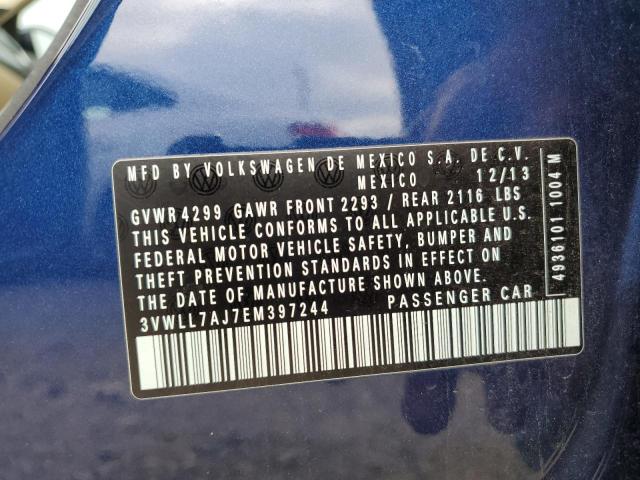 MFD BY VOLKSWAGEN DE MEXICO S.A. DE C.V.
MEXICO 12/13
GVWR 4299 GAWR FRONT 2293 / REAR 2116 LBS
THIS VEHICLE CONFORMS TO ALL APPLICABLE U.S.
FEDERAL MOTOR VEHICLE SAFETY, BUMPER AND
THEFT PREVENTION STANDARDS IN EFFECT ON
THE DATE OF MANUFACTURE SHOWN ABOVE.
3VWLL7AJ7EM397244 PASSENGER CAR
4936101 1004 M